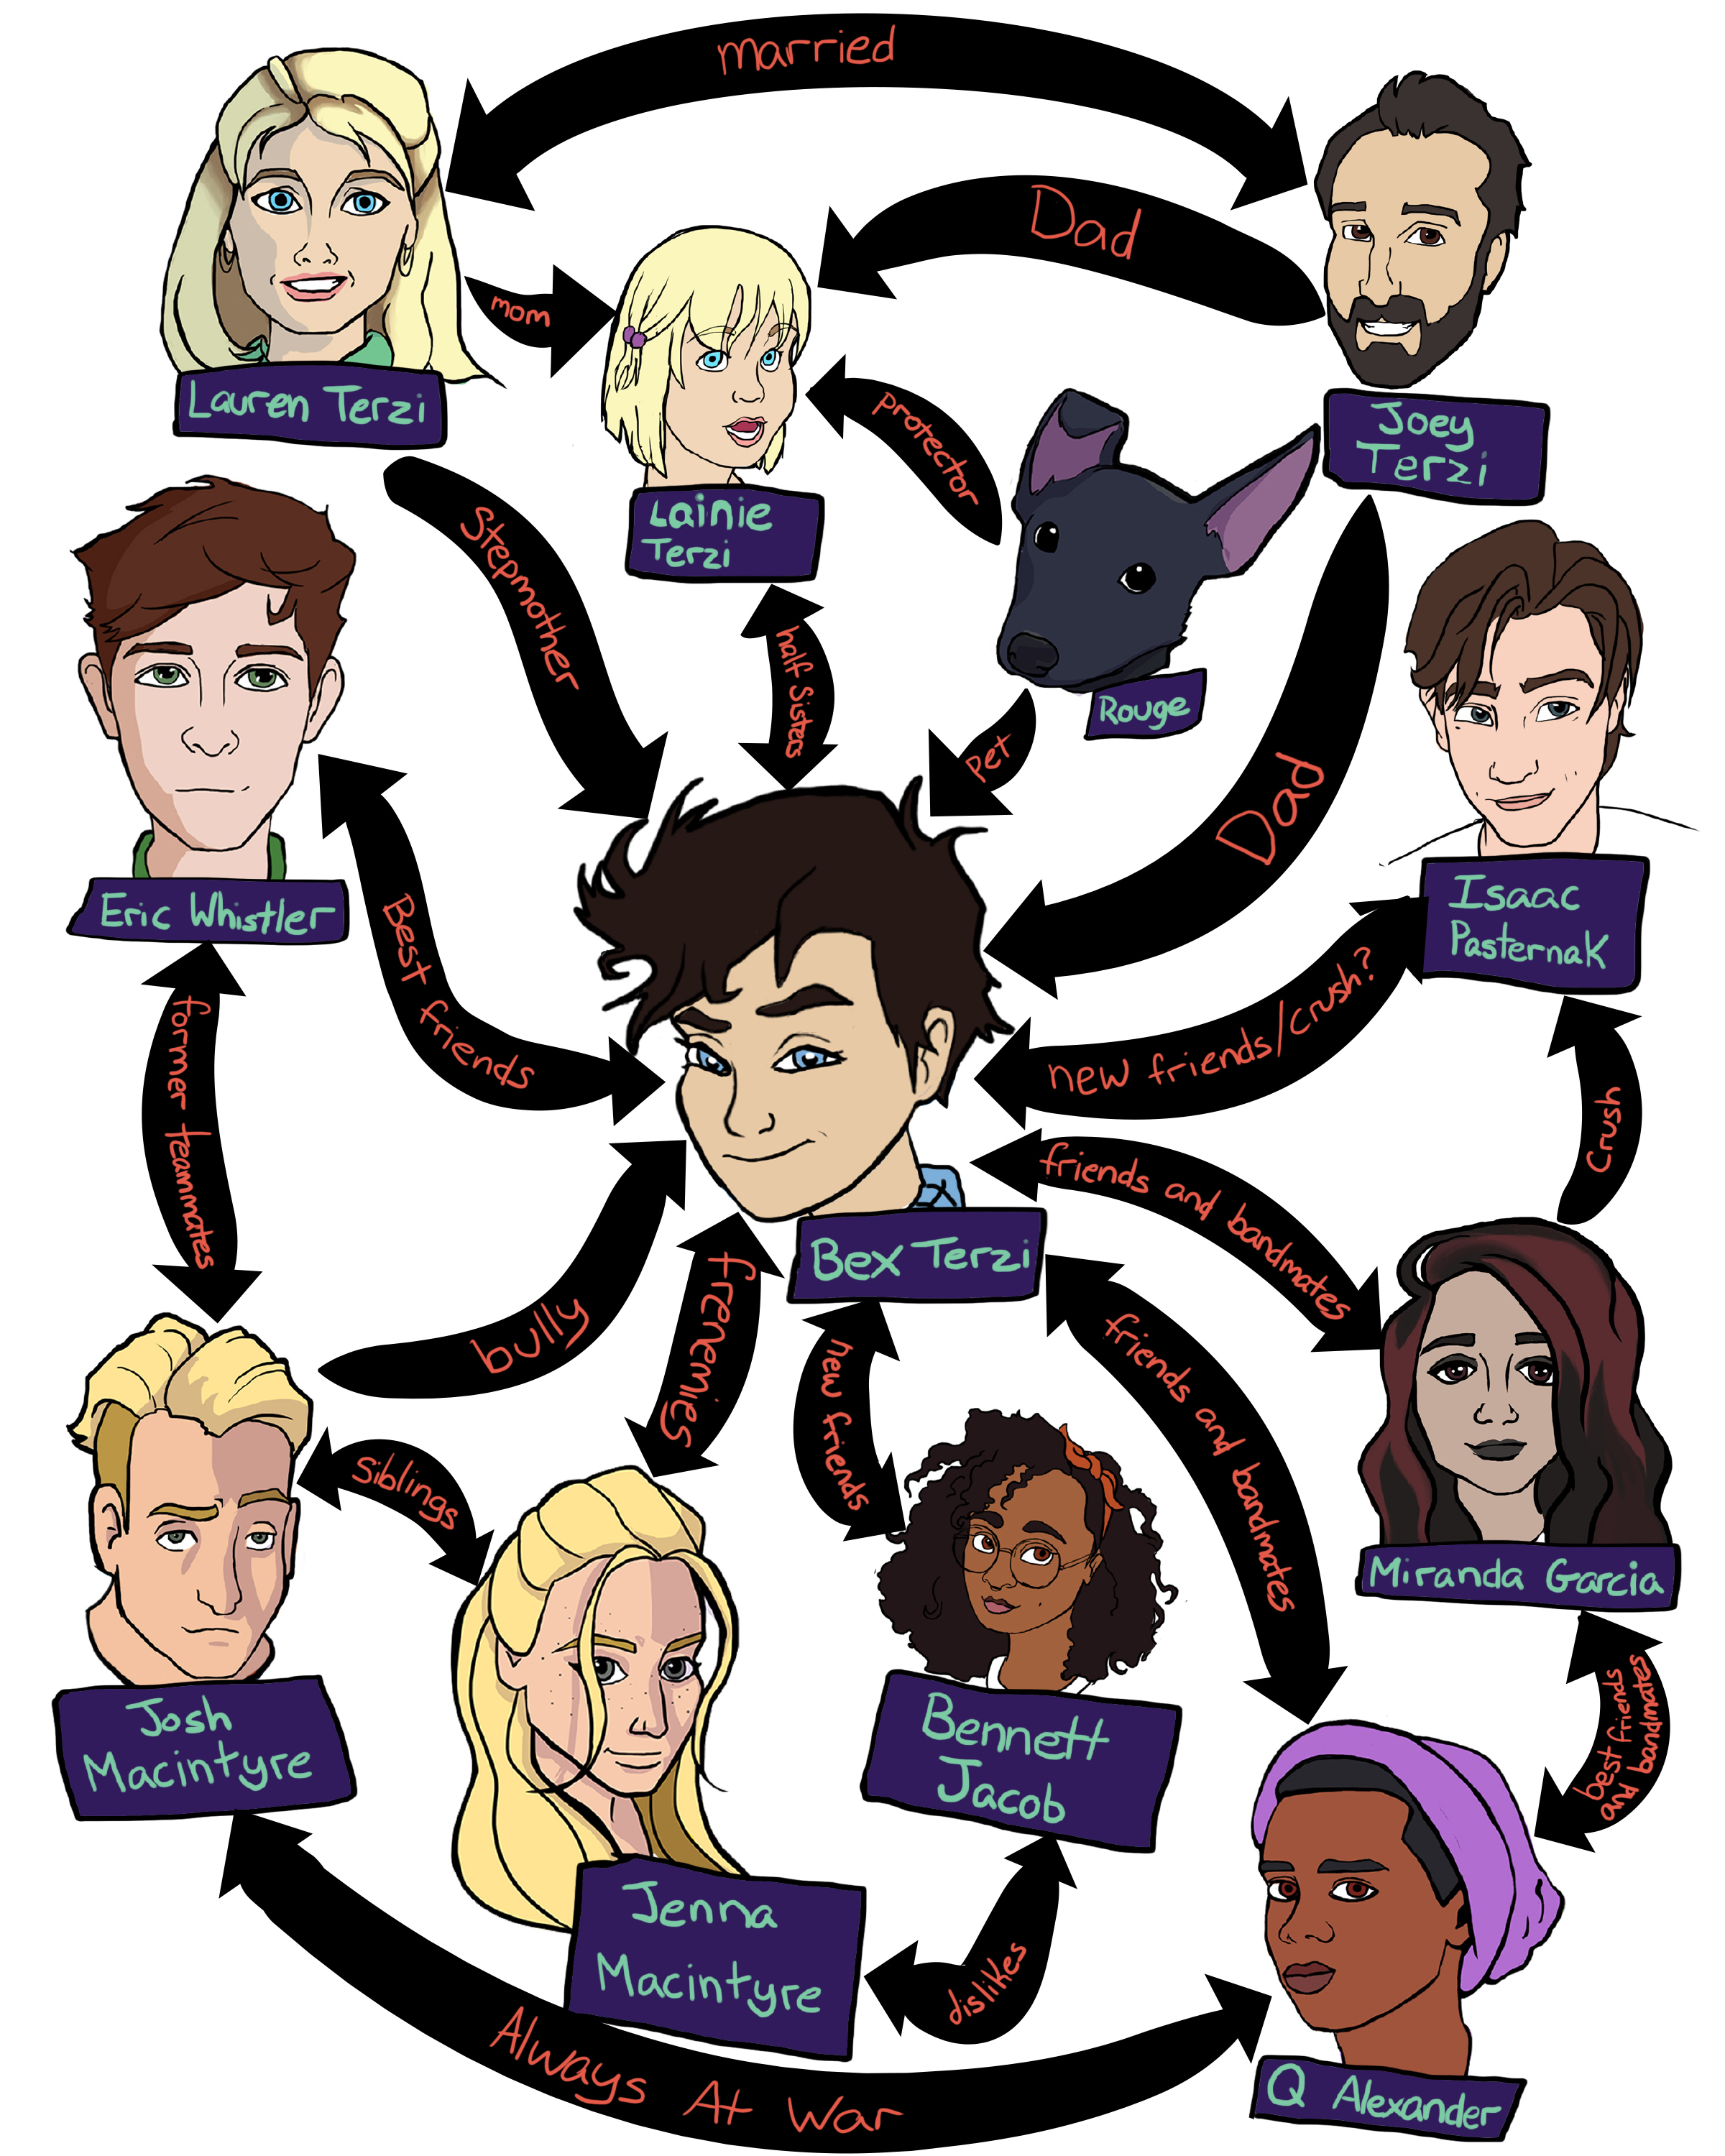 married
Dad
mom
Lauren Terzi
Joey
Terzi
protector
Lainie
Terzi
Stepmother
half Sisters
Rouge
Pet
Dad
Eric Whistler
Isaac
Pasternak
Best friends
new friends/crush?
former teammates
Crush
friends and bandmates
Bex Terzi
bully
frenemies
new friends
friends and bandmates
siblings
Miranda Garcia
Josh
Macintyre
Bennett
Jacob
best friends
and bandmates
Jenna
Macintyre
dislikes
Always At War
Q Alexander